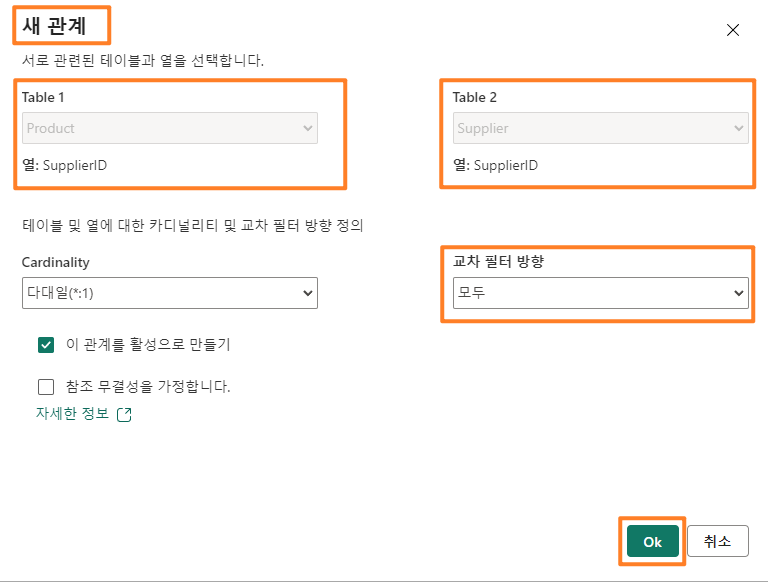 새 관계
서로 관련된 테이블과 열을 선택합니다.
Table 1
Table 2
Product
Supplier
열: SupplierID
열: SupplierID
테이블 및 열에 대한 카디널리티 및 교차 필터 방향 정의
Cardinality
교차 필터 방향
다대일(*:1)
모두
이 관계를 활성으로 만들기
참조 무결성을 가정합니다.
자세한 정보
Ok
취소